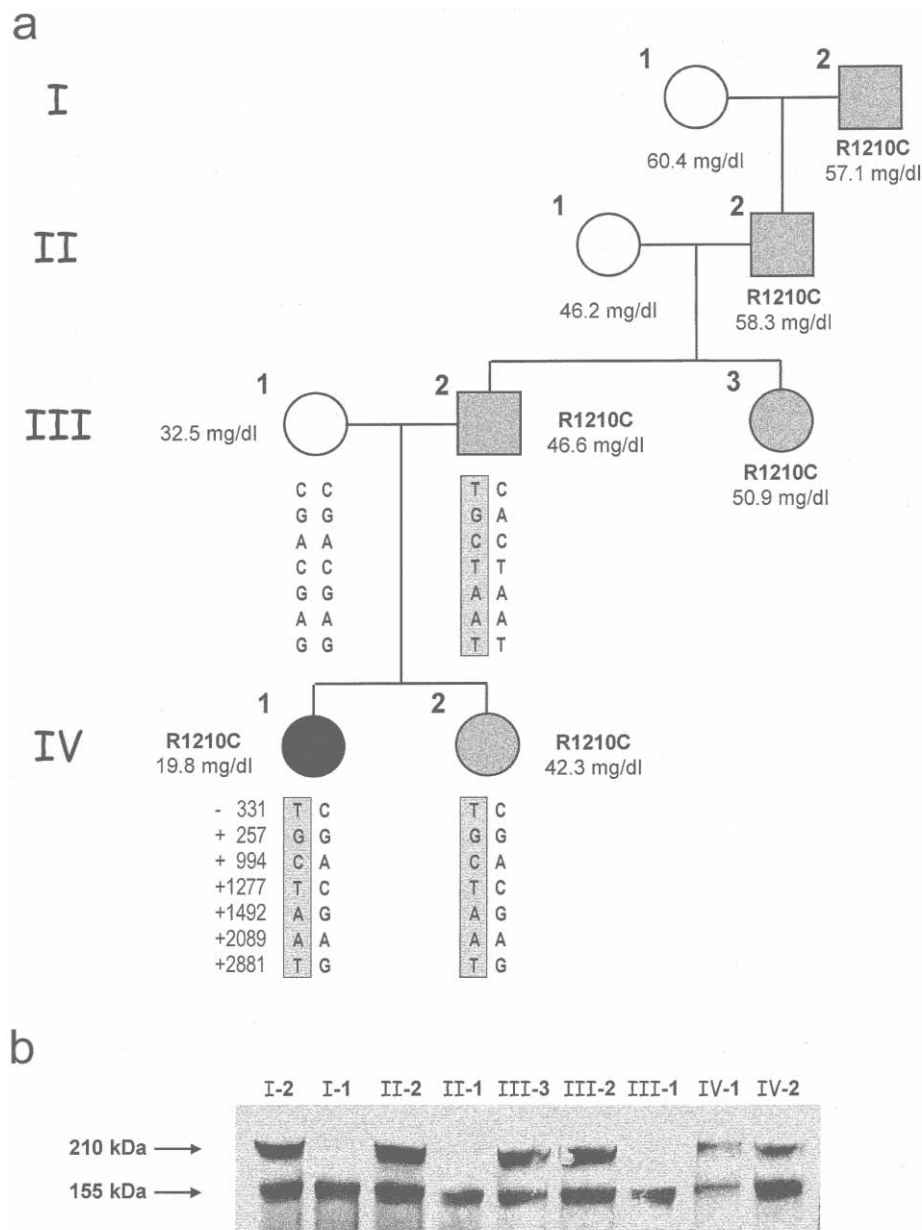 a
I
1 2
60.4 mg/dl
R1210C
57.1 mg/dl
II
1 2
46.2 mg/dl
R1210C
58.3 mg/dl
III
1 2 3
32.5 mg/dl
R1210C
46.6 mg/dl
R1210C
50.9 mg/dl
C C T C
G G G A
A A C C
C C T T
G G A A
A A A A
G G T T
IV
1 2
R1210C
19.8 mg/dl
R1210C
42.3 mg/dl
- 331 T C T C
+ 257 G G G G
+ 994 C A C A
+1277 T C T C
+1492 A G A G
+2089 A A A A
+2881 T G T G
b
I-2 I-1 II-2 II-1 III-3 III-2 III-1 IV-1 IV-2
210 kDa
155 kDa